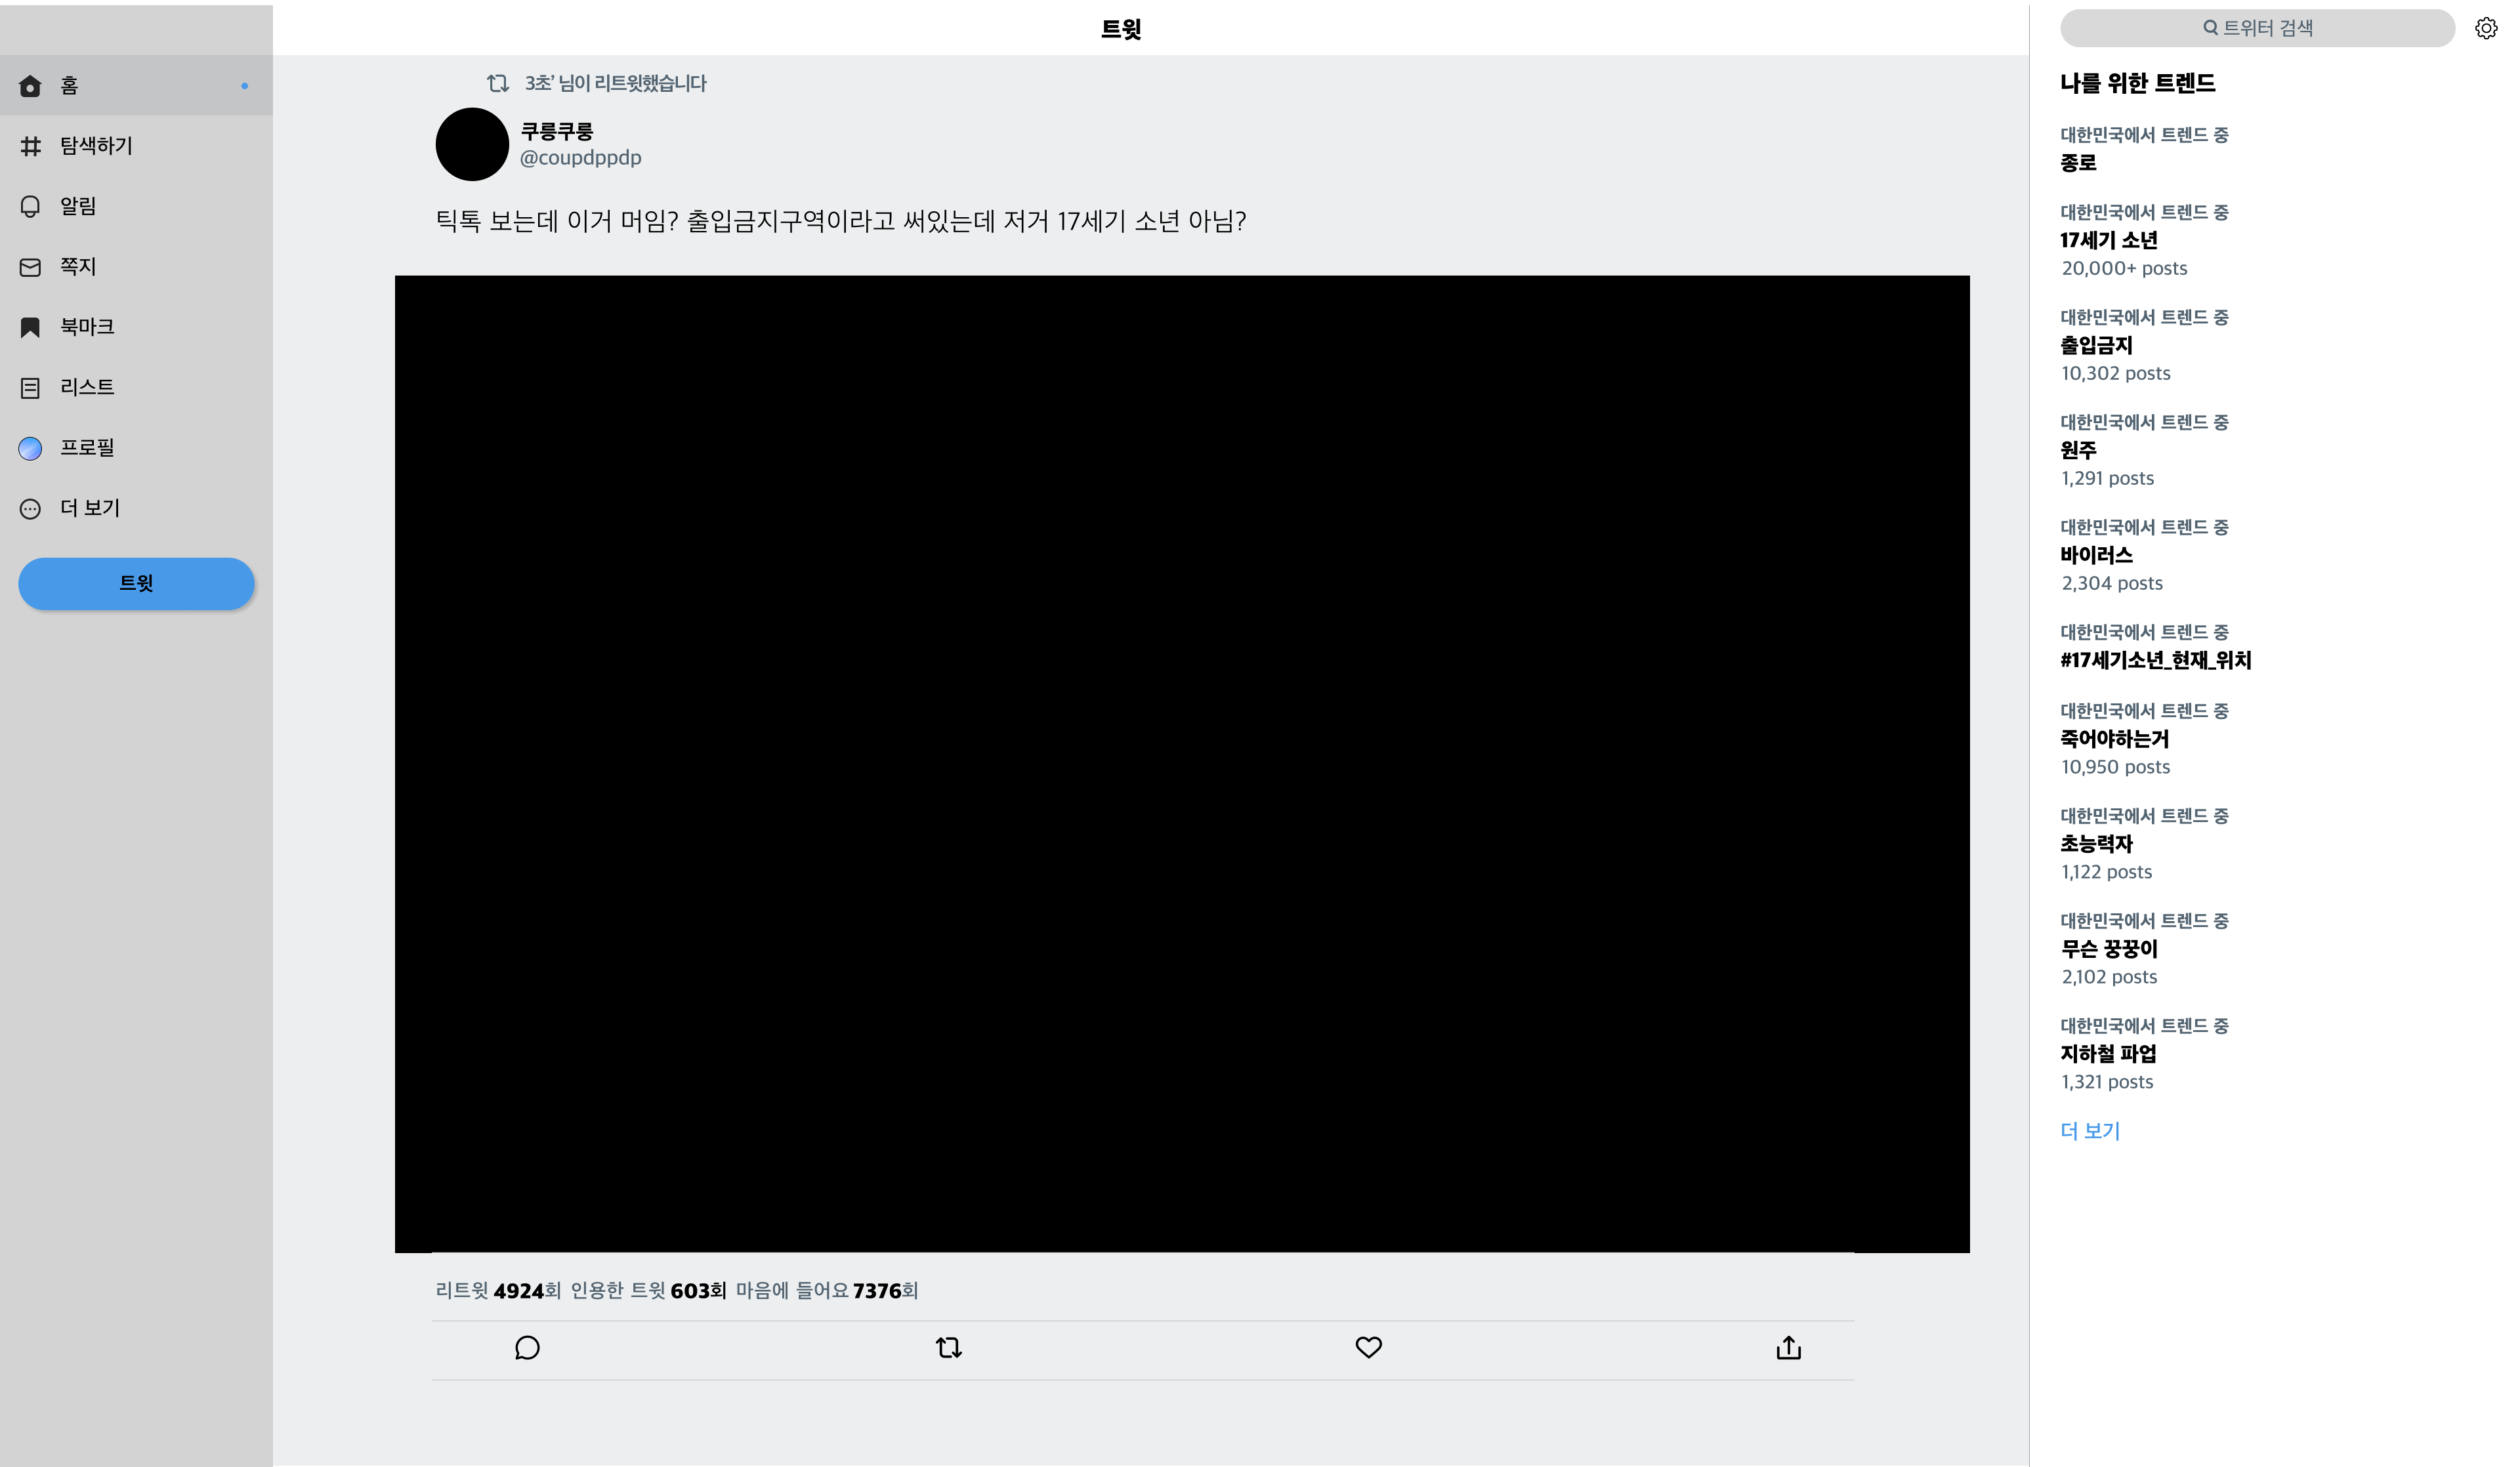 트윗
홈
탐색하기
알림
쪽지
북마크
리스트
프로필
더 보기
트윗
3초’ 님이 리트윗했습니다
쿠릉쿠룽
@coupdppdp
틱톡 보는데 이거 머임? 출입금지구역이라고 써있는데 저거 17세기 소년 아님?
리트윗 4924회 인용한 트윗 603회 마음에 들어요 7376회
트위터 검색
나를 위한 트렌드
대한민국에서 트렌드 중
종로
대한민국에서 트렌드 중
17세기 소년
20,000+ posts
대한민국에서 트렌드 중
출입금지
10,302 posts
대한민국에서 트렌드 중
원주
1,291 posts
대한민국에서 트렌드 중
바이러스
2,304 posts
대한민국에서 트렌드 중
#17세기소년_현재_위치
대한민국에서 트렌드 중
죽어야하는거
10,950 posts
대한민국에서 트렌드 중
초능력자
1,122 posts
대한민국에서 트렌드 중
무슨 꿍꿍이
2,102 posts
대한민국에서 트렌드 중
지하철 파업
1,321 posts
더 보기